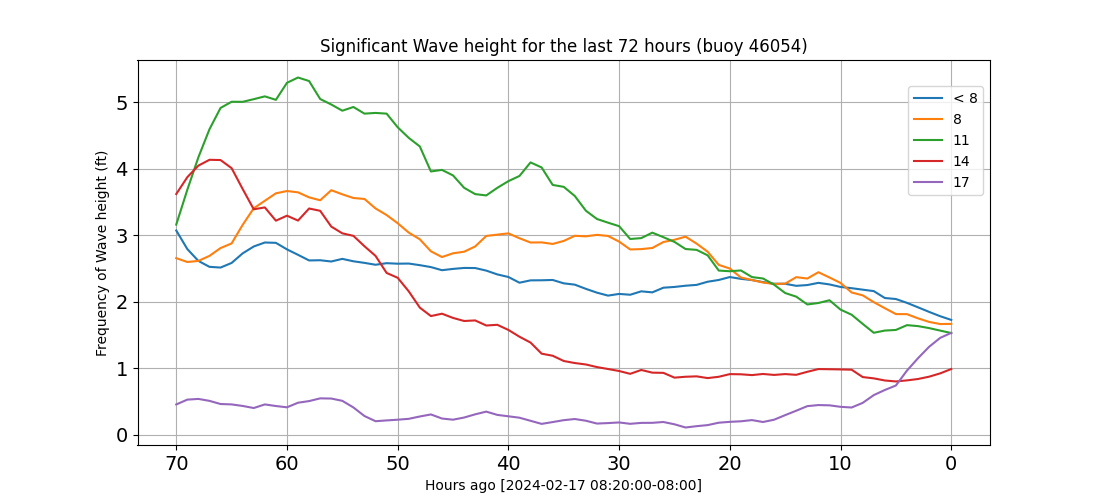 Significant Wave height for the last 72 hours (buoy 46054)
Frequency of Wave height (ft)
5
4
3
2
1
0
< 8
8
11
14
17
70 60 50 40 30 20 10 0
Hours ago [2024-02-17 08:20:00-08:00]